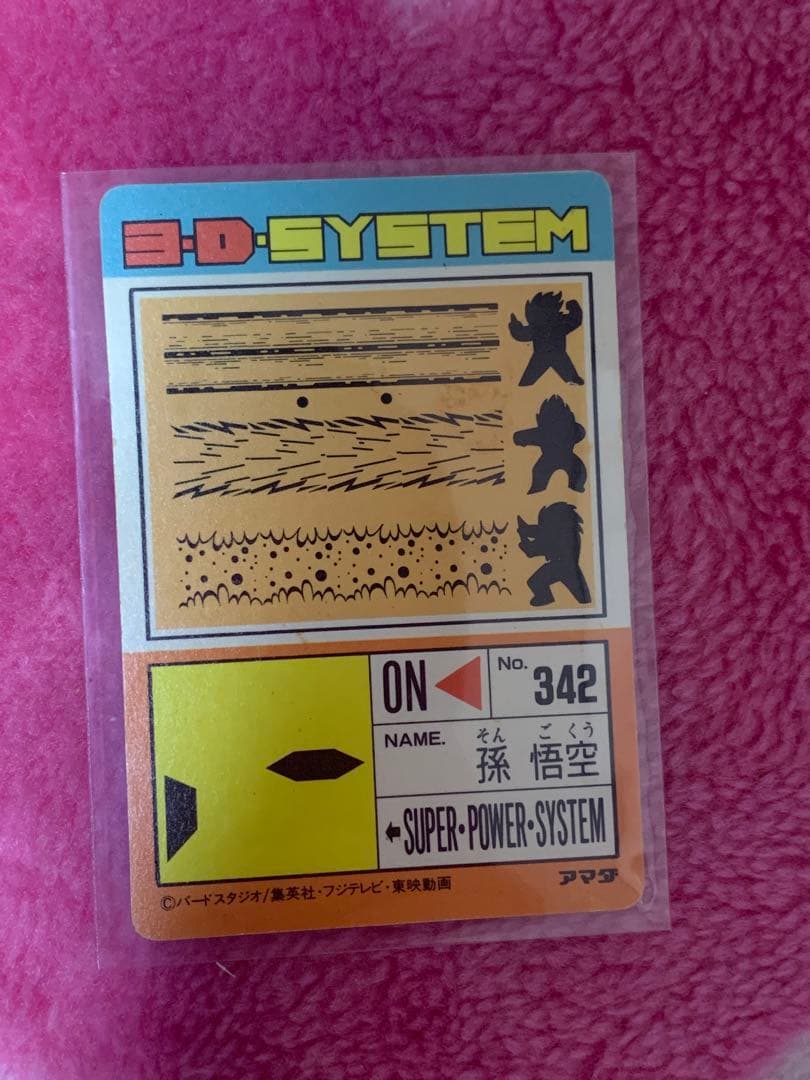 3·D·SYSTEM
ON
No. 342
NAME. 孫 悟空
そん ご くう
SUPER·POWER·SYSTEM
アマダ
©バードスタジオ/集英社・フジテレビ・東映動画